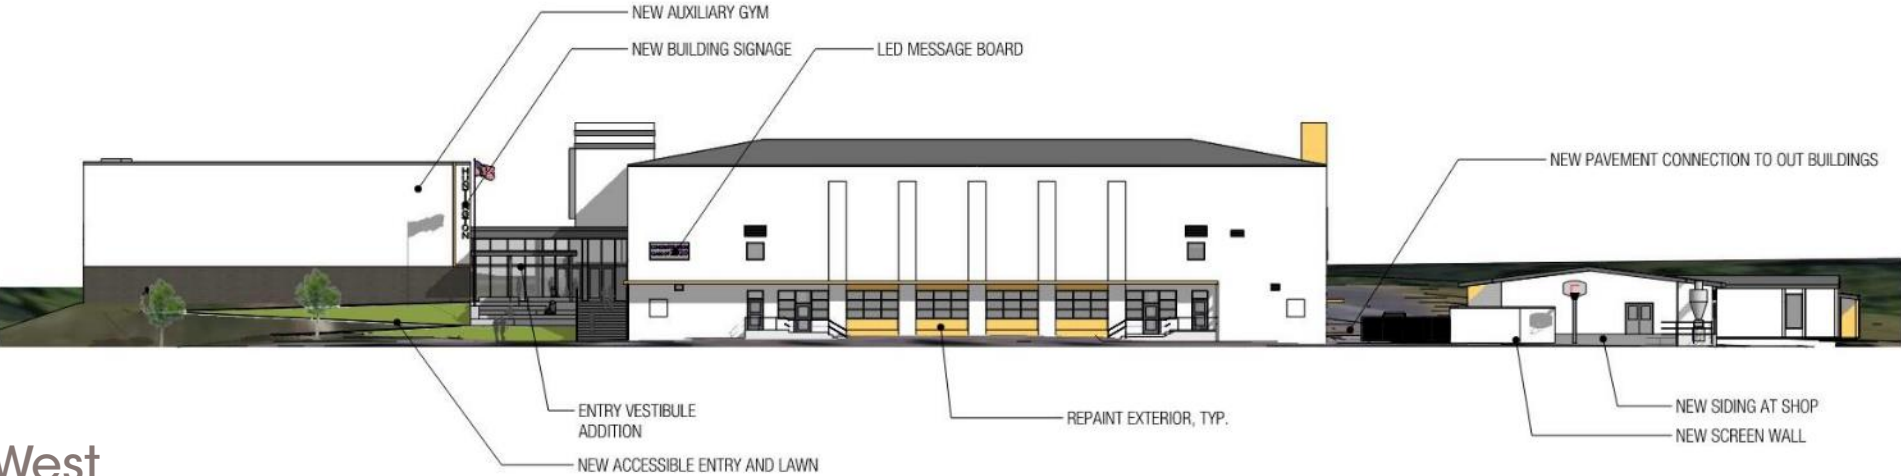 NEW AUXILIARY GYM
NEW BUILDING SIGNAGE
LED MESSAGE BOARD
NEW PAVEMENT CONNECTION TO OUT BUILDINGS
ENTRY VESTIBULE
ADDITION
REPAINT EXTERIOR, TYP.
NEW SIDING AT SHOP
NEW SCREEN WALL
NEW ACCESSIBLE ENTRY AND LAWN
West